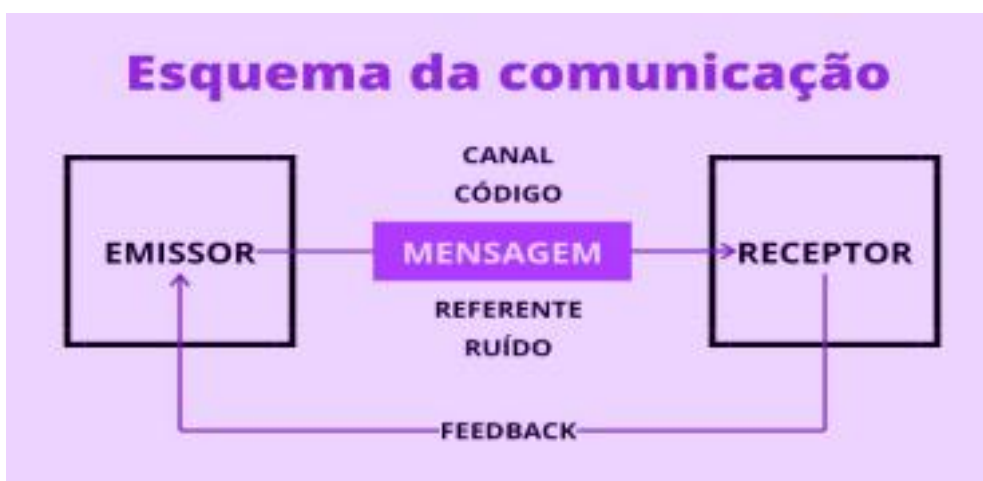 Esquema da comunicação
CANAL
CÓDIGO
EMISSOR
MENSAGEM
RECEPTOR
REFERENTE
RUÍDO
FEEDBACK